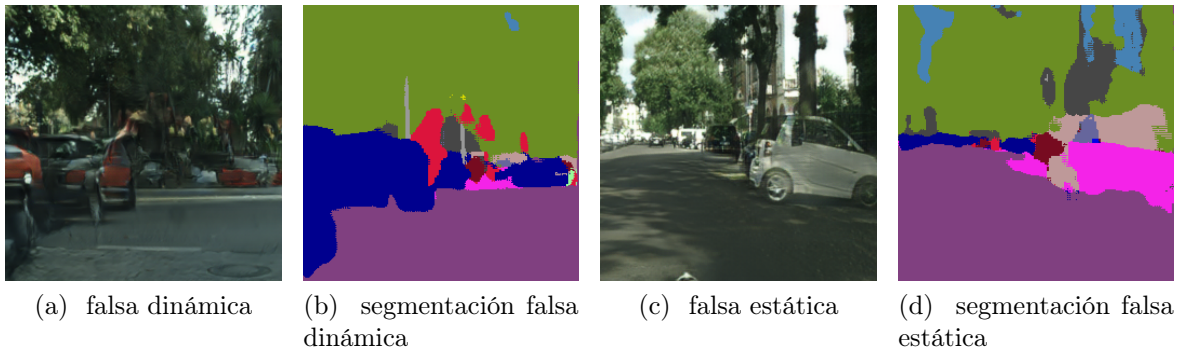 (a) falsa dinámica
(b) segmentación falsa
dinámica
(c) falsa estática
(d) segmentación falsa
estática